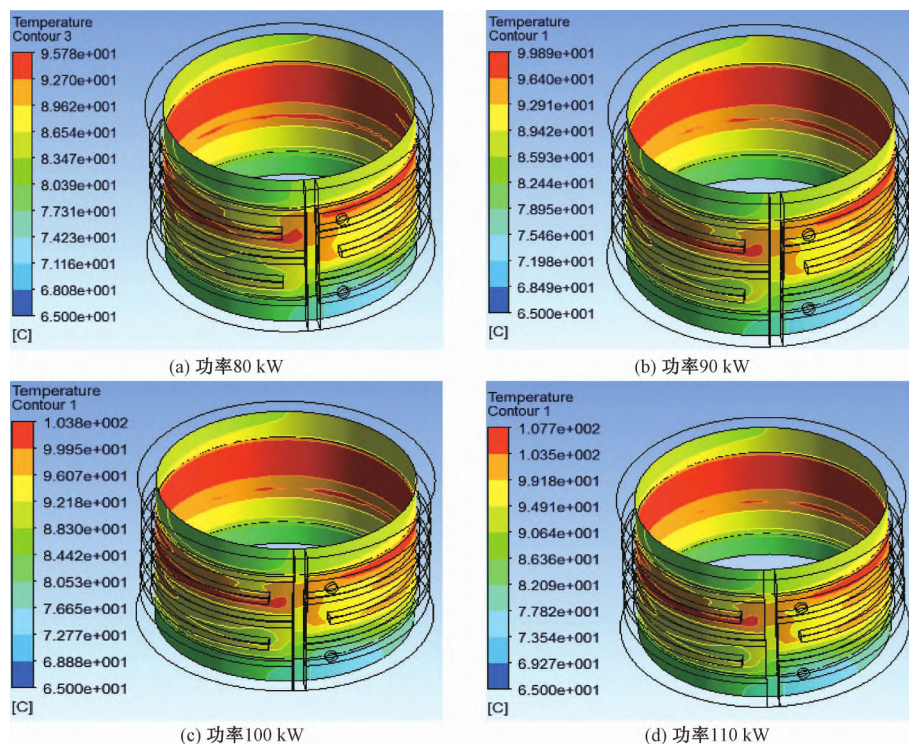 Temperature
Contour 3
9.578e+001
9.270e+001
8.962e+001
8.654e+001
8.347e+001
8.039e+001
7.731e+001
7.423e+001
7.116e+001
6.808e+001
6.500e+001
[C]
(a) 功率80 kW
Temperature
Contour 1
9.989e+001
9.640e+001
9.291e+001
8.942e+001
8.593e+001
8.244e+001
7.895e+001
7.546e+001
7.198e+001
6.849e+001
6.500e+001
[C]
(b) 功率90 kW
Temperature
Contour 1
1.038e+002
9.995e+001
9.607e+001
9.218e+001
8.830e+001
8.442e+001
8.053e+001
7.665e+001
7.277e+001
6.888e+001
6.500e+001
[C]
(c) 功率100 kW
Temperature
Contour 1
1.077e+002
1.035e+002
9.918e+001
9.491e+001
9.064e+001
8.636e+001
8.209e+001
7.782e+001
7.354e+001
6.927e+001
6.500e+001
[C]
(d) 功率110 kW